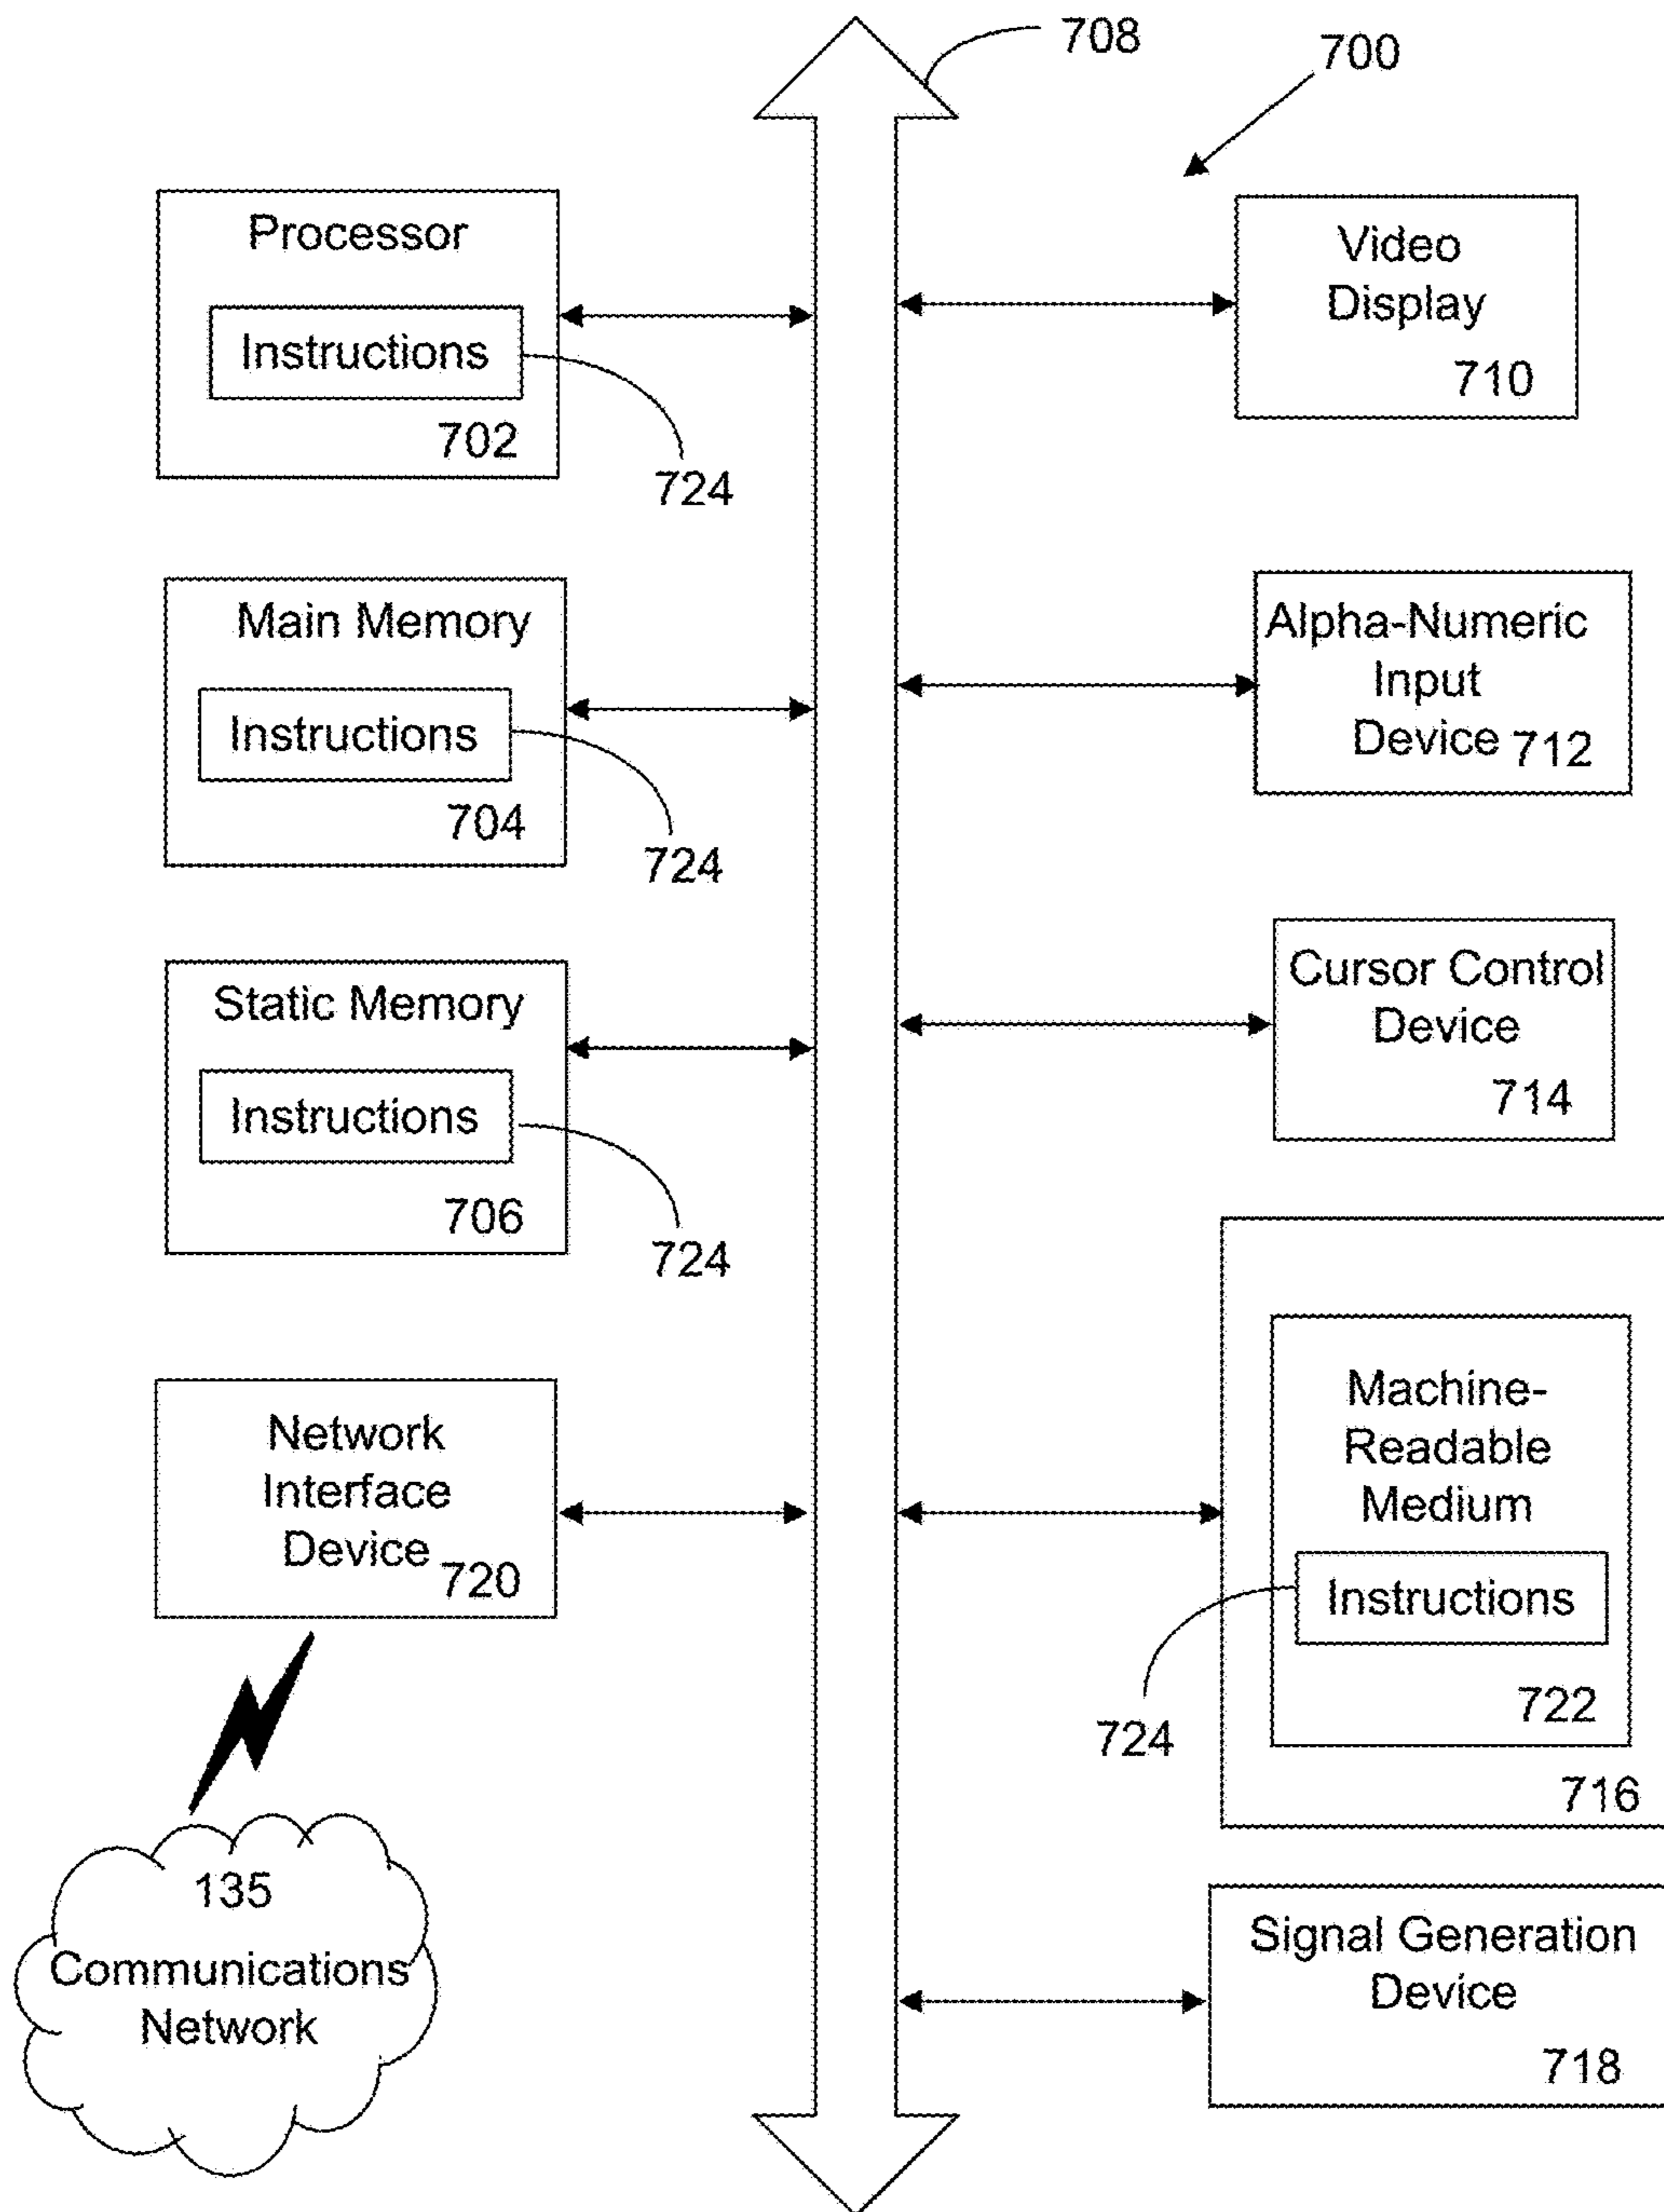 708
700
Processor
Instructions
702
724
Video
Display
710
Main Memory
Instructions
704
724
Alpha-Numeric
Input
Device 712
Static Memory
Instructions
706
724
Cursor Control
Device
714
Network
Interface
Device 720
Machine-
Readable
Medium
Instructions
722
724
716
135
Communications
Network
Signal Generation
Device
718